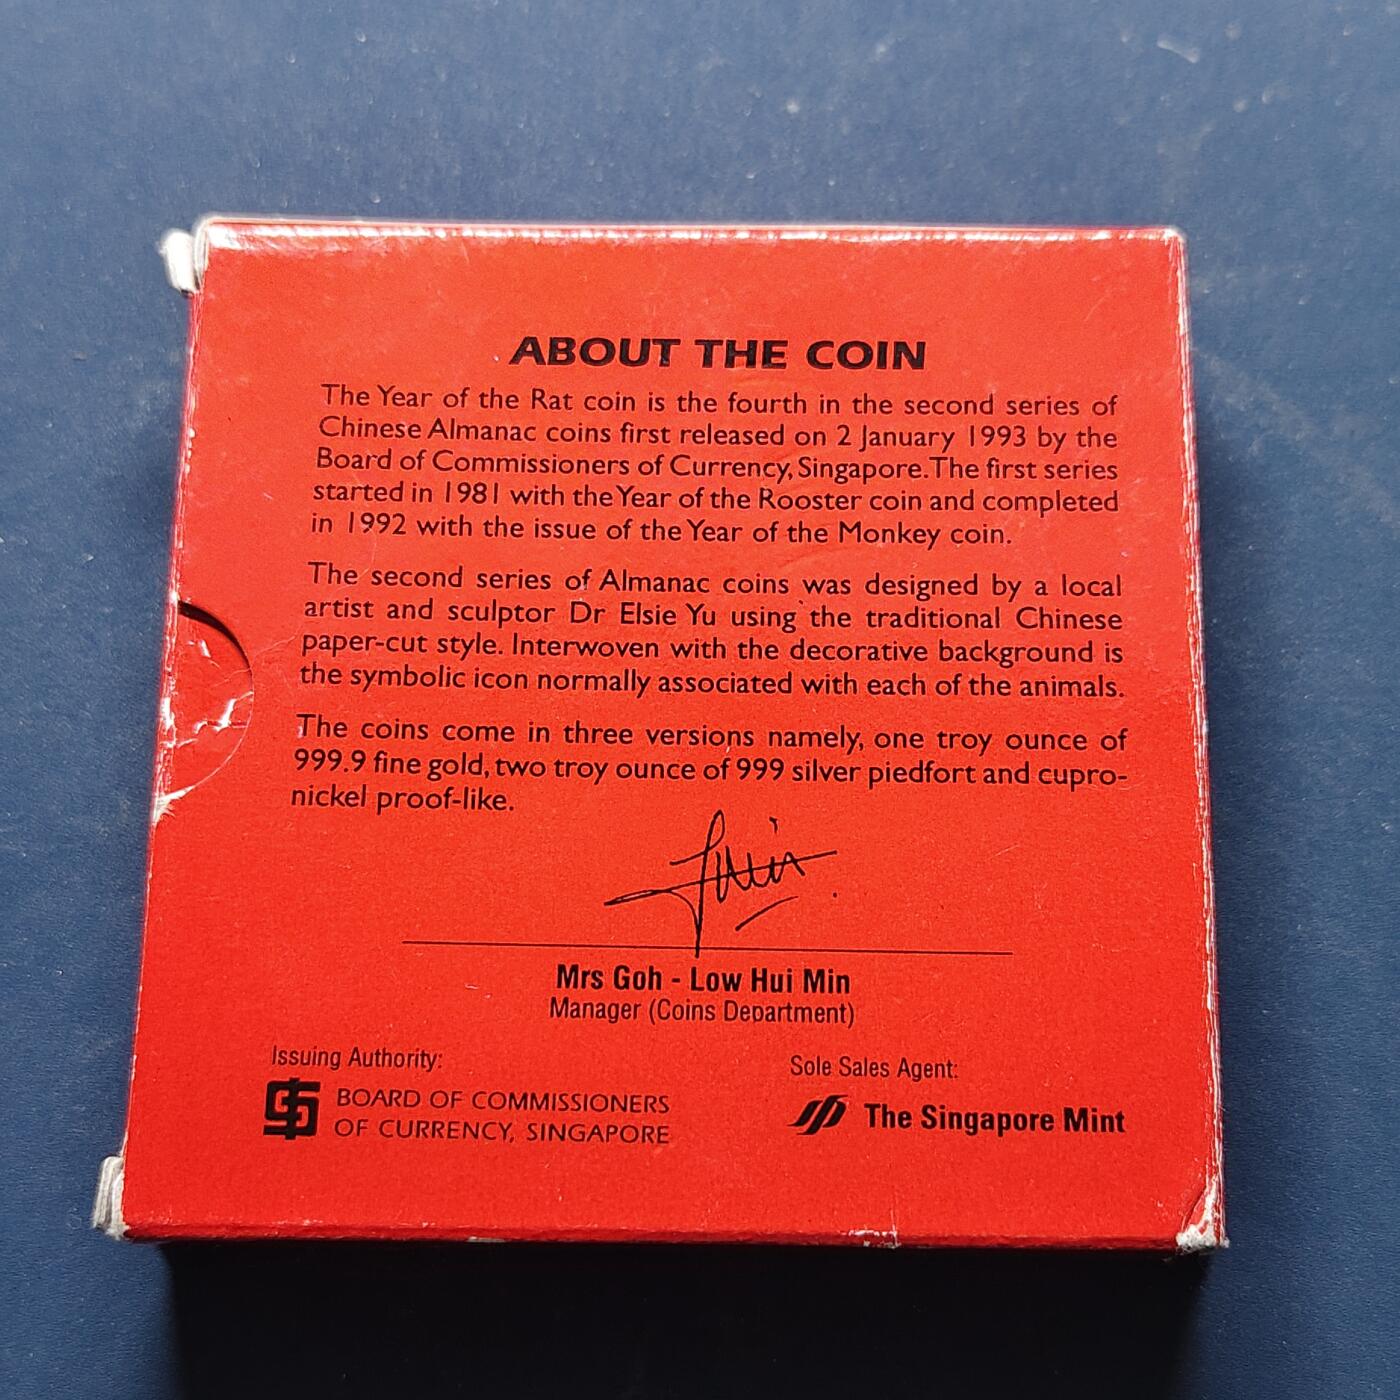 ABOUT THE COIN
The Year of the Rat coin is the fourth in the second series of
Chinese Almanac coins first released on 2 January 1993 by the
Board of Commissioners of Currency, Singapore. The first series
started in 1981 with the Year of the Rooster coin and completed
in 1992 with the issue of the Year of the Monkey coin.
The second series of Almanac coins was designed by a local
artist and sculptor Dr Elsie Yu using the traditional Chinese
paper-cut style. Interwoven with the decorative background is
the symbolic icon normally associated with each of the animals.
The coins come in three versions namely, one troy ounce of
999.9 fine gold, two troy ounce of 999 silver piedfort and cupro-
nickel proof-like.
Mrs Goh - Low Hui Min
Manager (Coins Department)
Issuing Authority:
BOARD OF COMMISSIONERS
OF CURRENCY, SINGAPORE
Sole Sales Agent:
The Singapore Mint